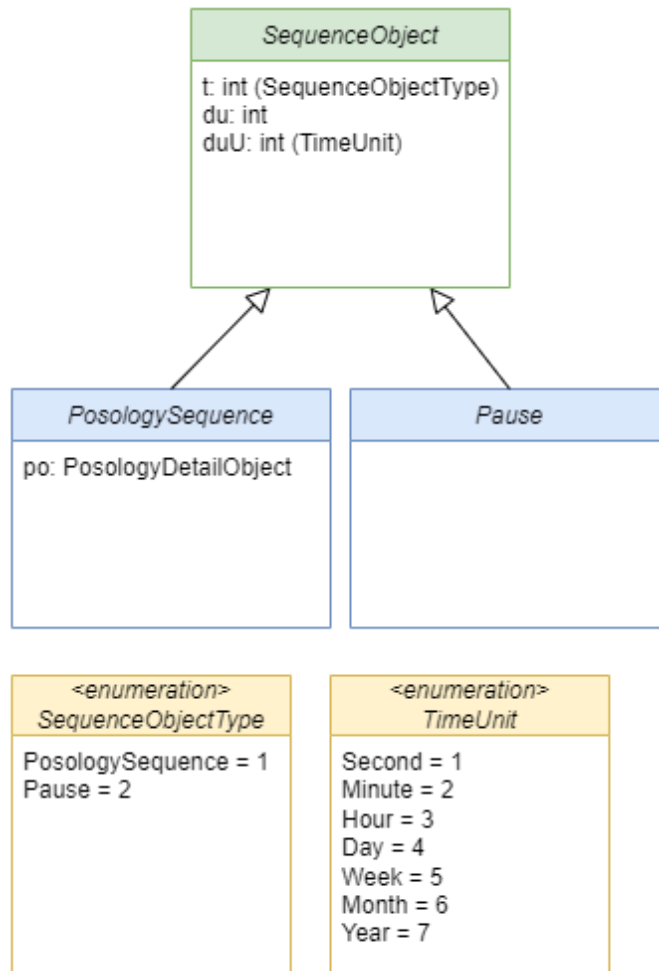 SequenceObject
t: int (SequenceObjectType)
du: int
duU: int (TimeUnit)
PosologySequence
po: PosologyDetailObject
Pause
<enumeration>
SequenceObjectType
PosologySequence = 1
Pause = 2
<enumeration>
TimeUnit
Second = 1
Minute = 2
Hour = 3
Day = 4
Week = 5
Month = 6
Year = 7